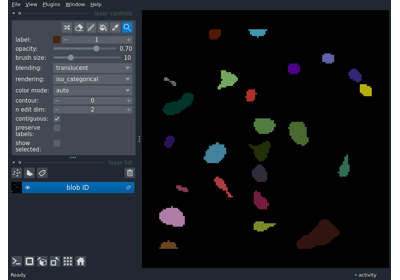 File View Plugins Window Help
layer controls
label: 1
opacity: 0.70
brush size: 10
blending: translucent
rendering: iso_categorical
color mode: auto
contour: 0
n edit dim: 2
contiguous:
preserve
labels:
show
selected:
layer list
blob ID
Ready
activity